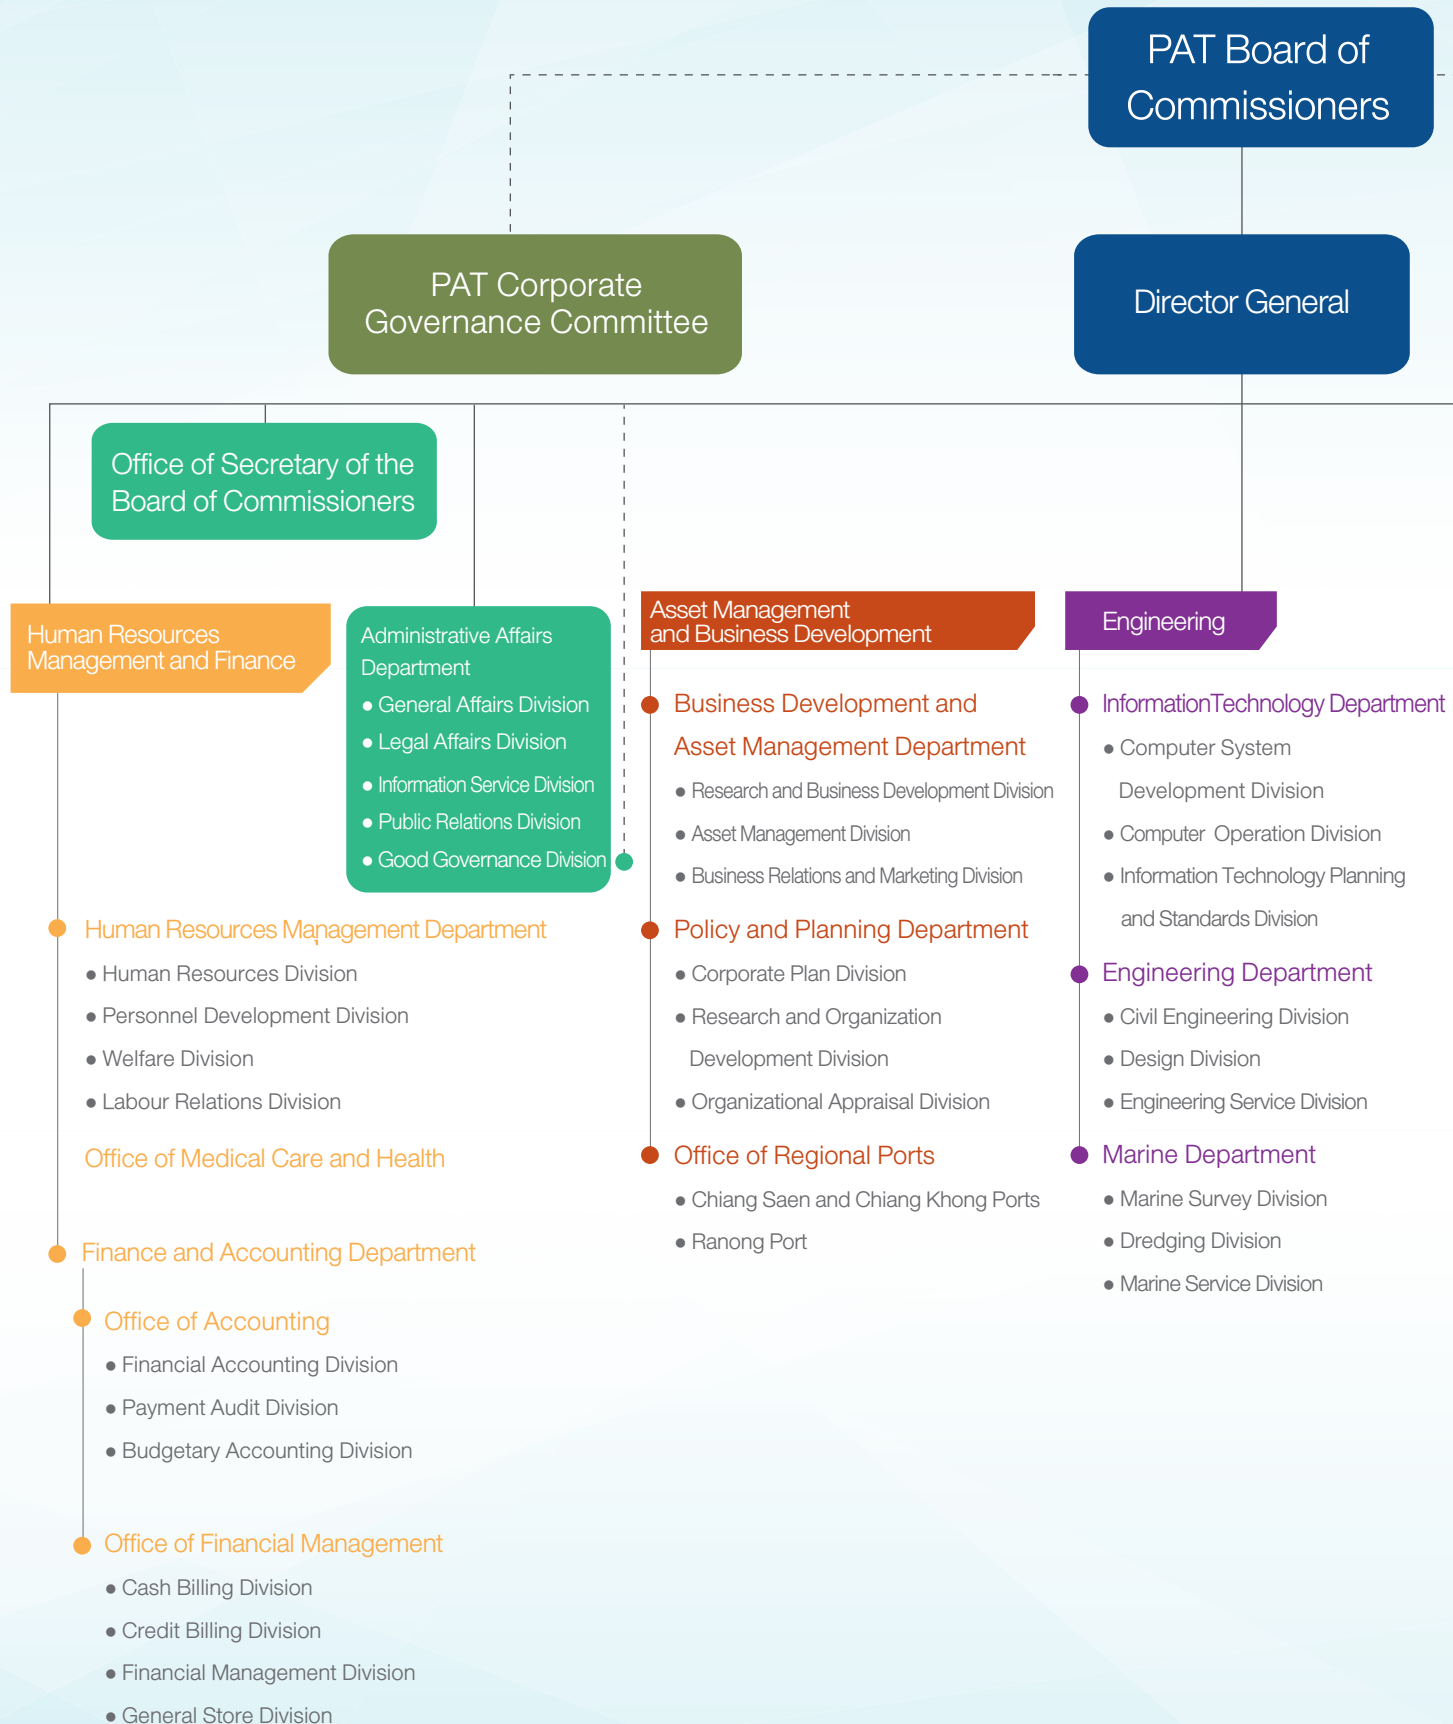 PAT Board of
Commissioners
PAT Corporate
Governance Committee
Director General
Office of Secretary of the
Board of Commissioners
Human Resources
Management and Finance
Human Resources Management Department
● Human Resources Division
● Personnel Development Division
● Welfare Division
● Labour Relations Division
Office of Medical Care and Health
Finance and Accounting Department
Office of Accounting
● Financial Accounting Division
● Payment Audit Division
● Budgetary Accounting Division
Office of Financial Management
● Cash Billing Division
● Credit Billing Division
● Financial Management Division
● General Store Division
Administrative Affairs
Department
● General Affairs Division
● Legal Affairs Division
● Information Service Division
● Public Relations Division
● Good Governance Division
Asset Management
and Business Development
Business Development and
Asset Management Department
● Research and Business Development Division
● Asset Management Division
● Business Relations and Marketing Division
Policy and Planning Department
● Corporate Plan Division
● Research and Organization
Development Division
● Organizational Appraisal Division
Office of Regional Ports
● Chiang Saen and Chiang Khong Ports
● Ranong Port
Engineering
InformationTechnology Department
● Computer System
Development Division
● Computer Operation Division
● Information Technology Planning
and Standards Division
Engineering Department
● Civil Engineering Division
● Design Division
● Engineering Service Division
Marine Department
● Marine Survey Division
● Dredging Division
● Marine Service Division